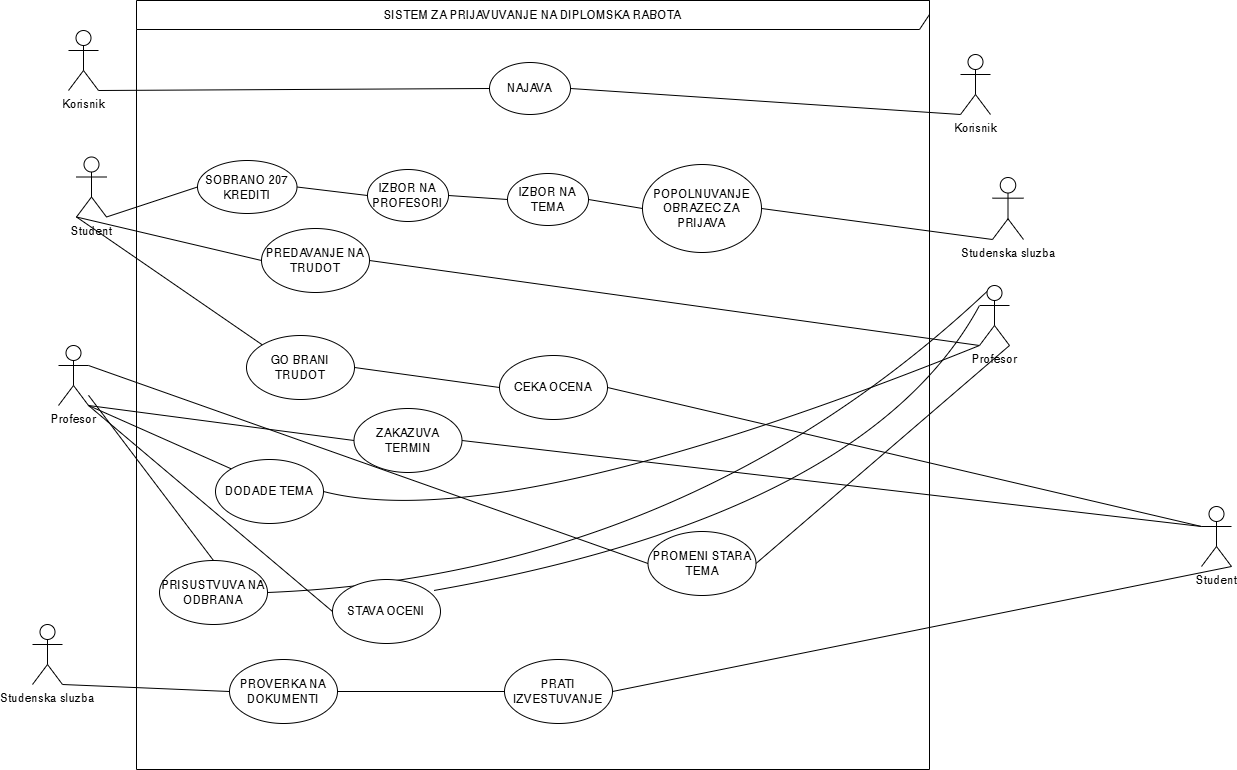 SISTEM ZA PRIJAVUVANJE NA DIPLOMSKA RABOTA
Korisnik
NAJAVA
Korisnik
Student
SOBRANO 207
KREDITI
IZBOR NA
PROFESORI
IZBOR NA
TEMA
POPOLNUVANJE
OBRAZEC ZA
PRIJAVA
Studenska sluzba
PREDAVANJE NA
TRUDOT
Profesor
GO BRANI
TRUDOT
CEKA OCENA
Profesor
ZAKAZUVA
TERMIN
DODADE TEMA
PROMENI STARA
TEMA
Student
PRISUSTVUVA NA
ODBRANA
STAVA OCENI
Studenska sluzba
PROVERKA NA
DOKUMENTI
PRATI
IZVESTUVANJE